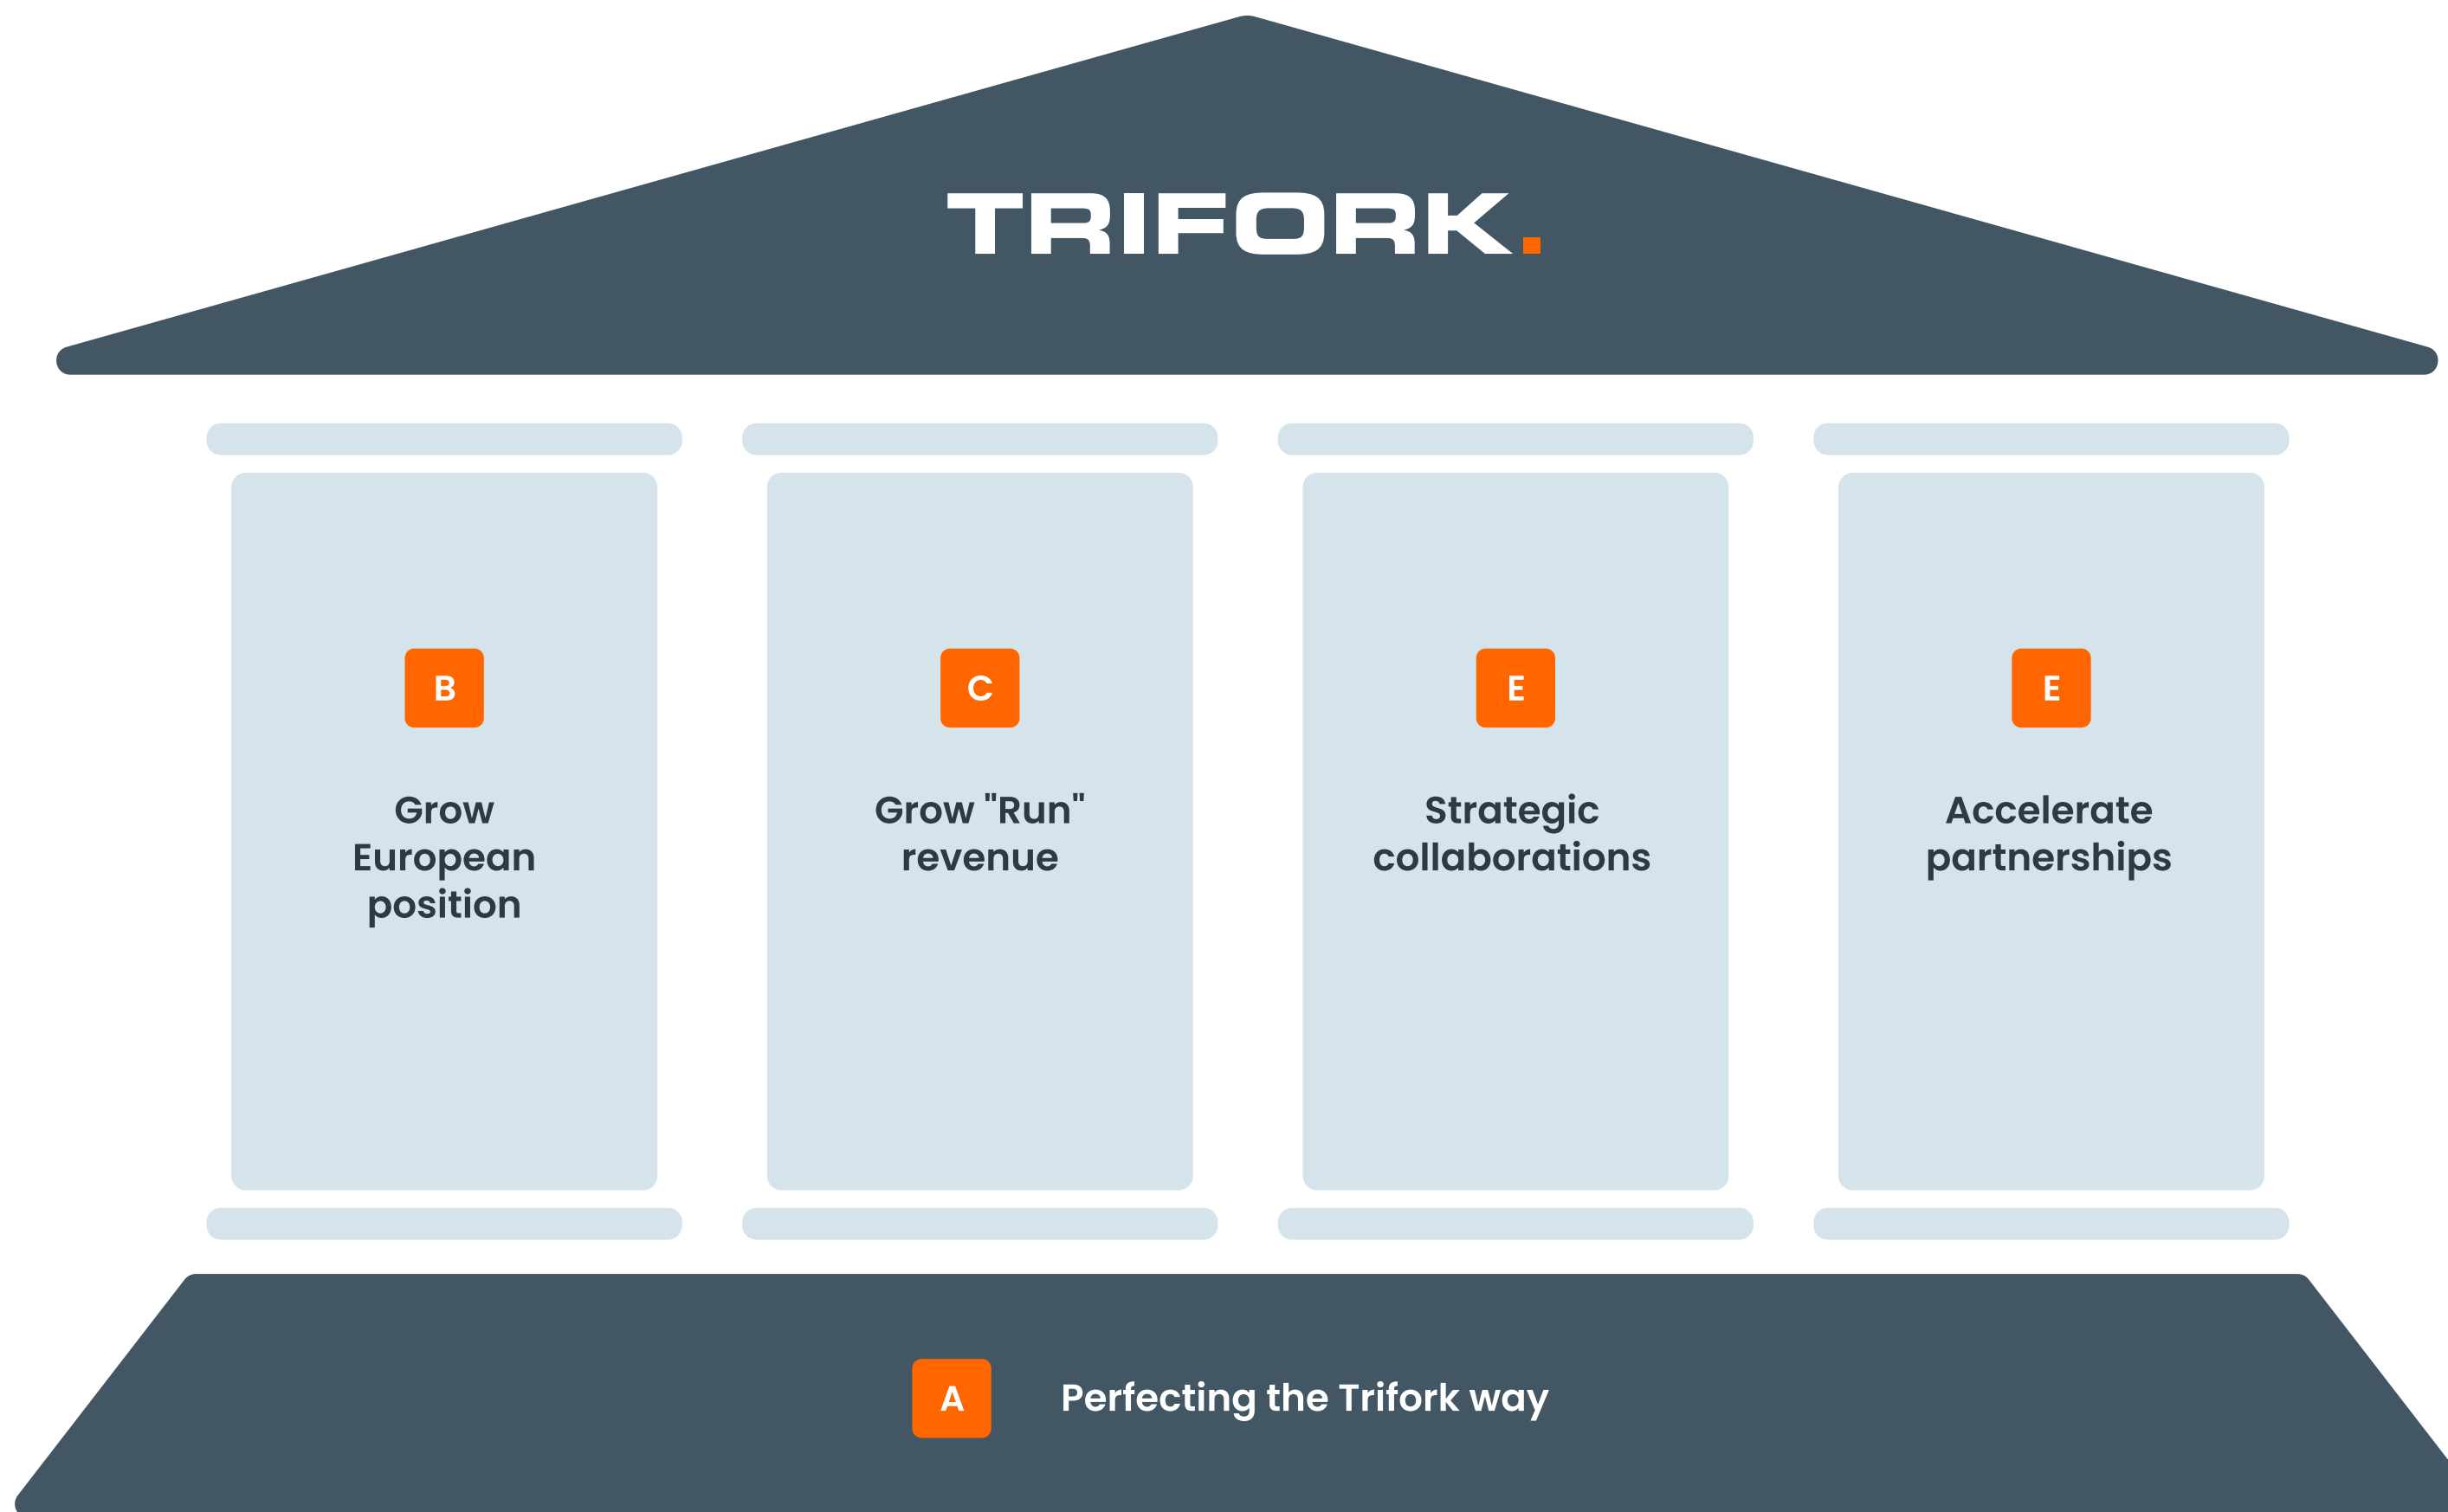 TRIFORK.
B
Grow
European
position
C
Grow "Run"
revenue
E
Strategic
collaborations
E
Accelerate
partnerships
A
Perfecting the Trifork way